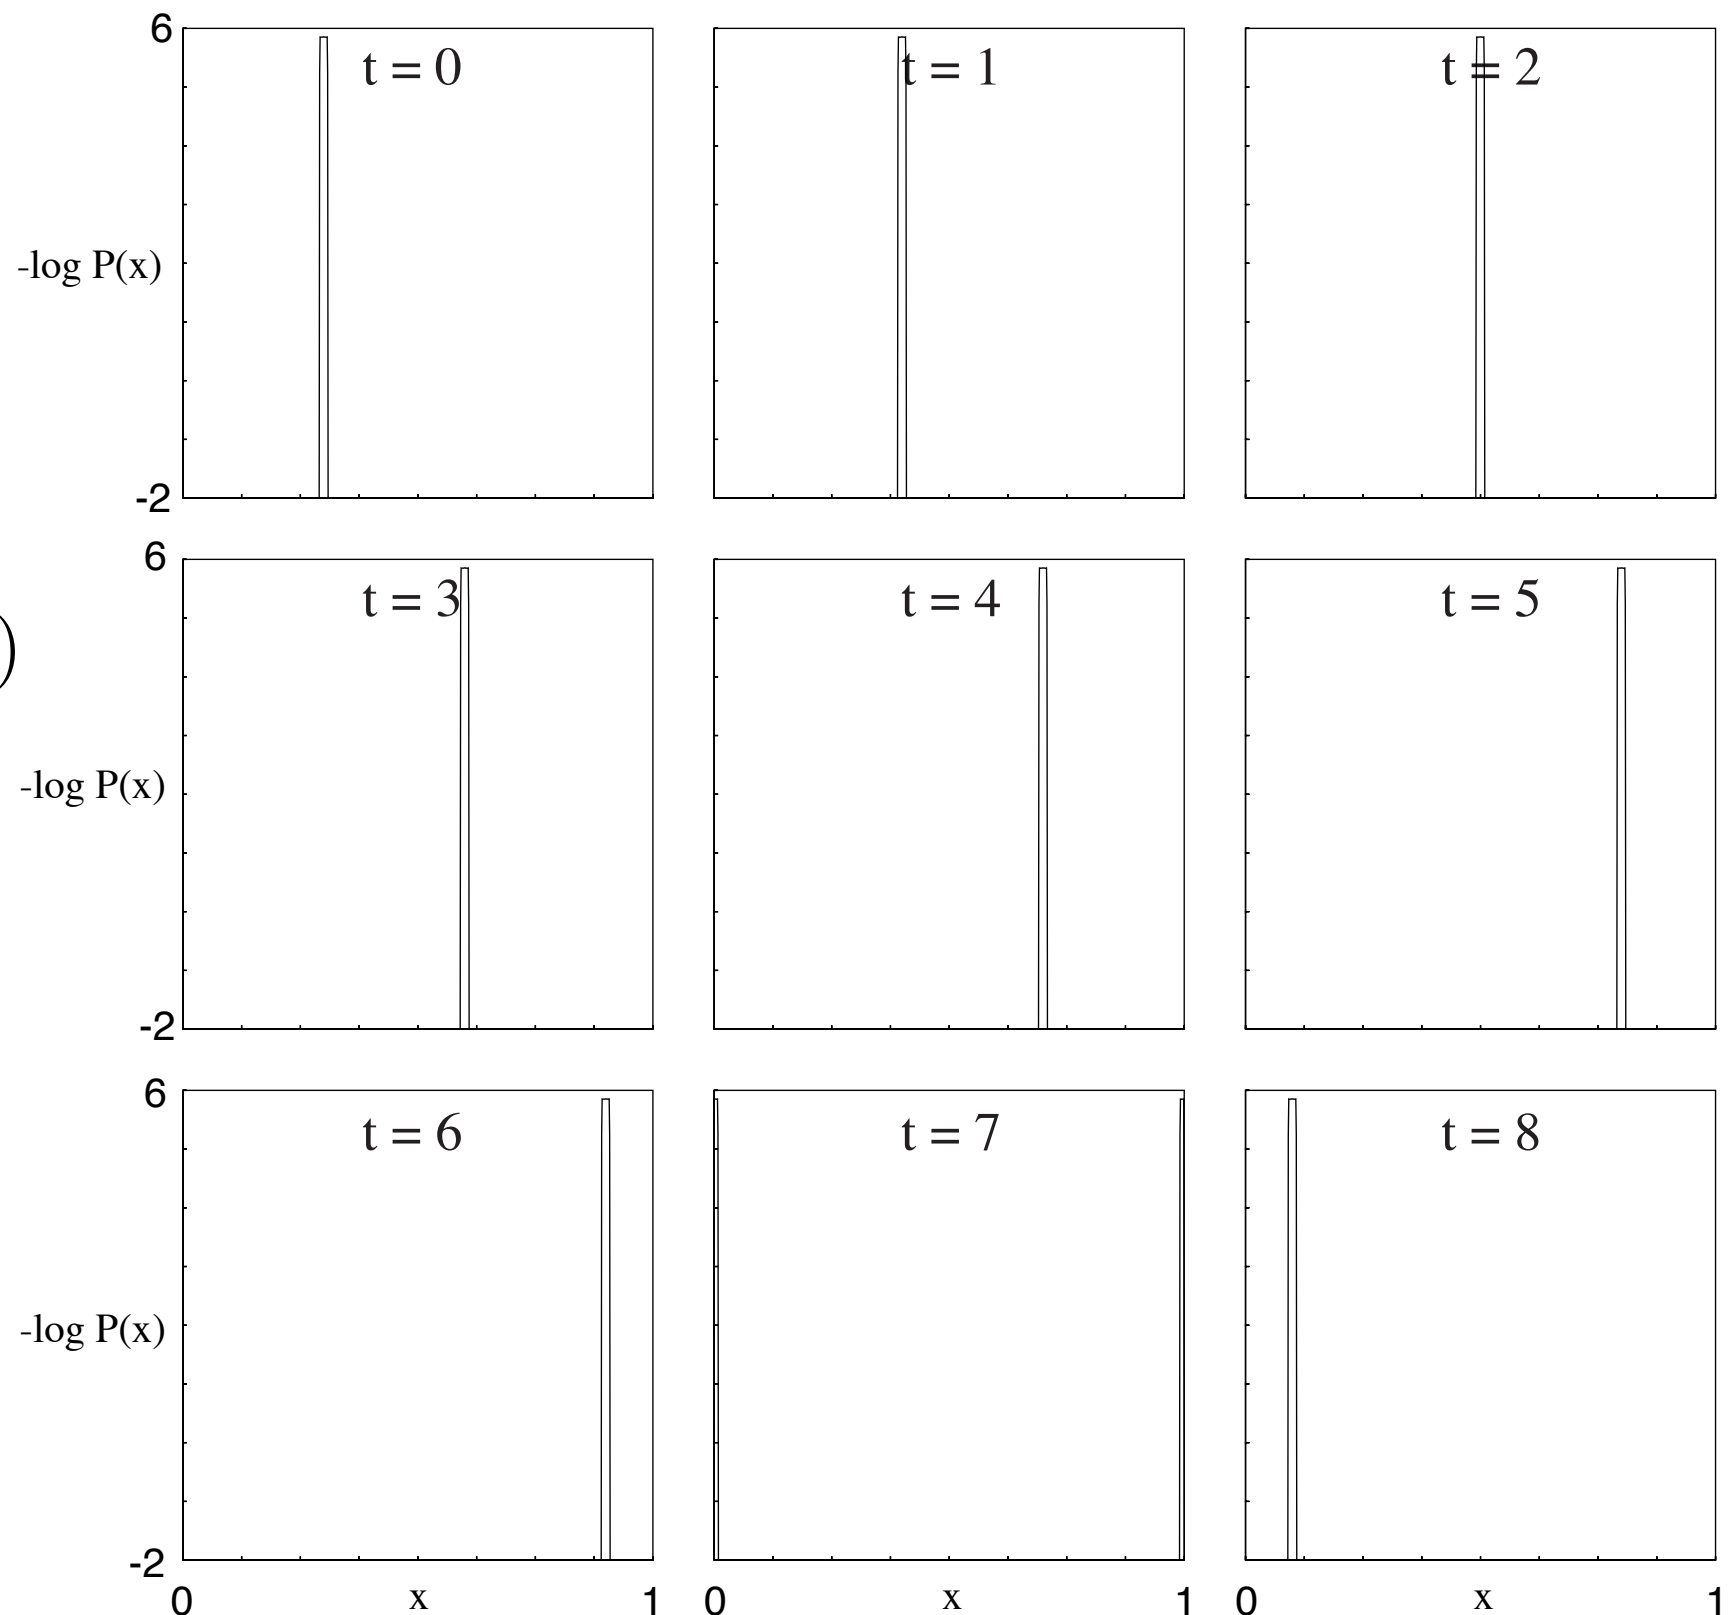 6
t = 0
t = 1
t = 2
-log P(x)
-2
6
t = 3
t = 4
t = 5
)
-log P(x)
-2
6
t = 6
t = 7
t = 8
-log P(x)
-2
0 x 1 0 x 1 0 x 1